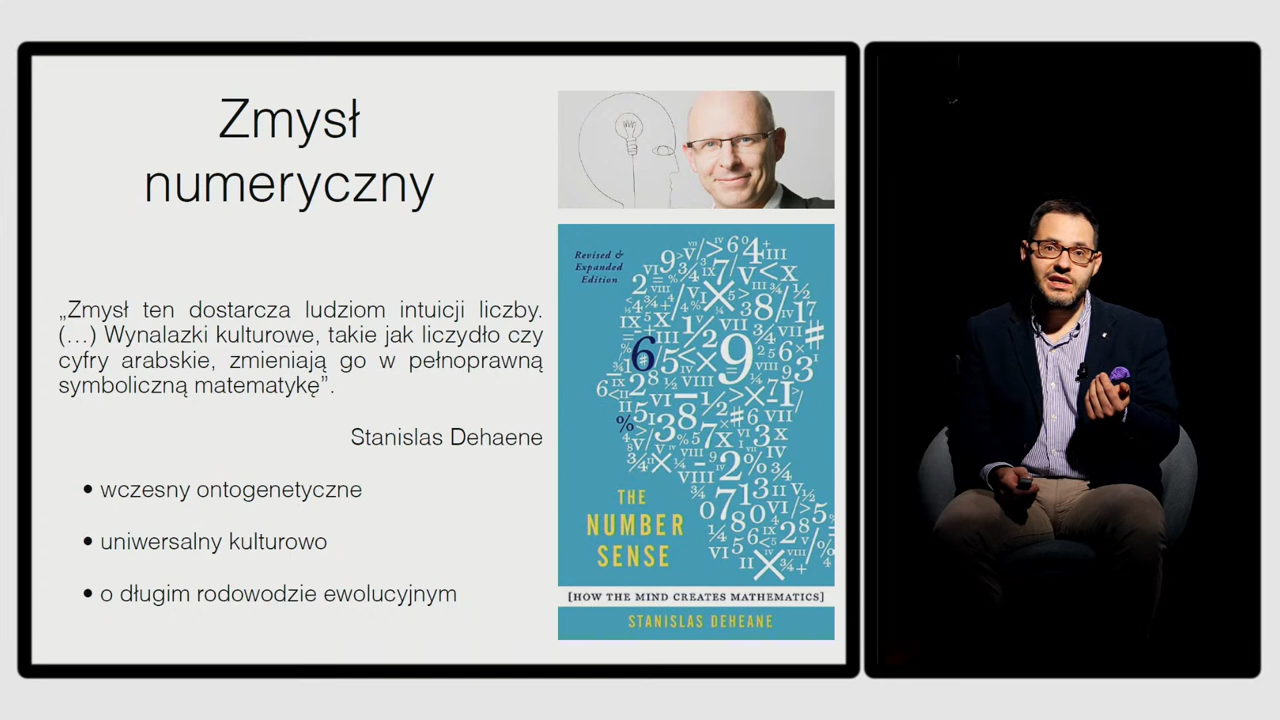 Zmysł
numeryczny
„Zmysł ten dostarcza ludziom intuicji liczby.
(…) Wynalazki kulturowe, takie jak liczydło czy
cyfry arabskie, zmieniają go w pełnoprawną
symboliczną matematykę”.
Stanislas Dehaene
• wczesny ontogenetyczne
• uniwersalny kulturowo
• o długim rodowodzie ewolucyjnym
Revised &
Expanded
Edition
THE
NUMBER
SENSE
[HOW THE MIND CREATES MATHEMATICS]
STANISLAS DEHEANE